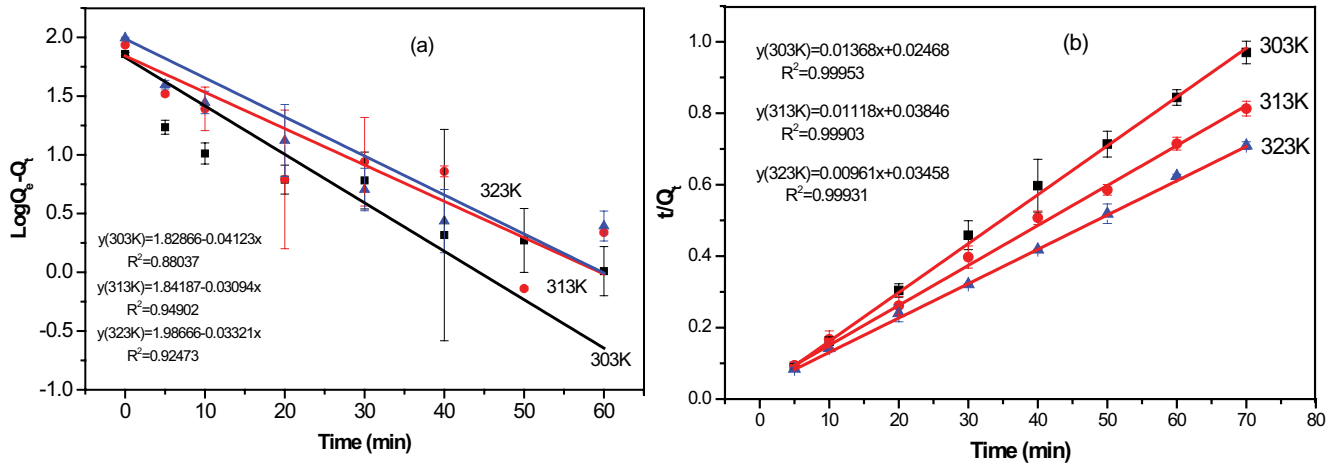 (a)
LogQe-Qt
2.0
1.5
1.0
0.5
0.0
-0.5
-1.0
323K
313K
303K
y(303K)=1.82866-0.04123x
R²=0.88037
y(313K)=1.84187-0.03094x
R²=0.94902
y(323K)=1.98666-0.03321x
R²=0.92473
0 10 20 30 40 50 60
Time (min)
(b)
t/Qt
1.0
0.8
0.6
0.4
0.2
0.0
y(303K)=0.01368x+0.02468
R²=0.99953
y(313K)=0.01118x+0.03846
R²=0.99903
y(323K)=0.00961x+0.03458
R²=0.99931
303K
313K
323K
0 10 20 30 40 50 60 70 80
Time (min)